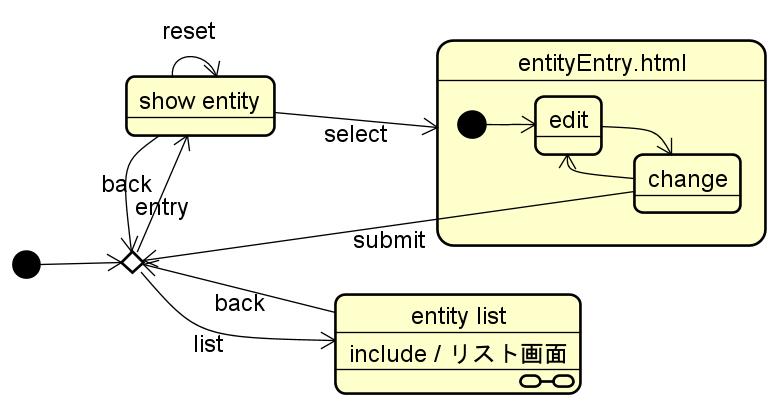 reset
entityEntry.html
show entity
edit
select
change
back
entry
submit
back
entity list
list
include / リスト画面